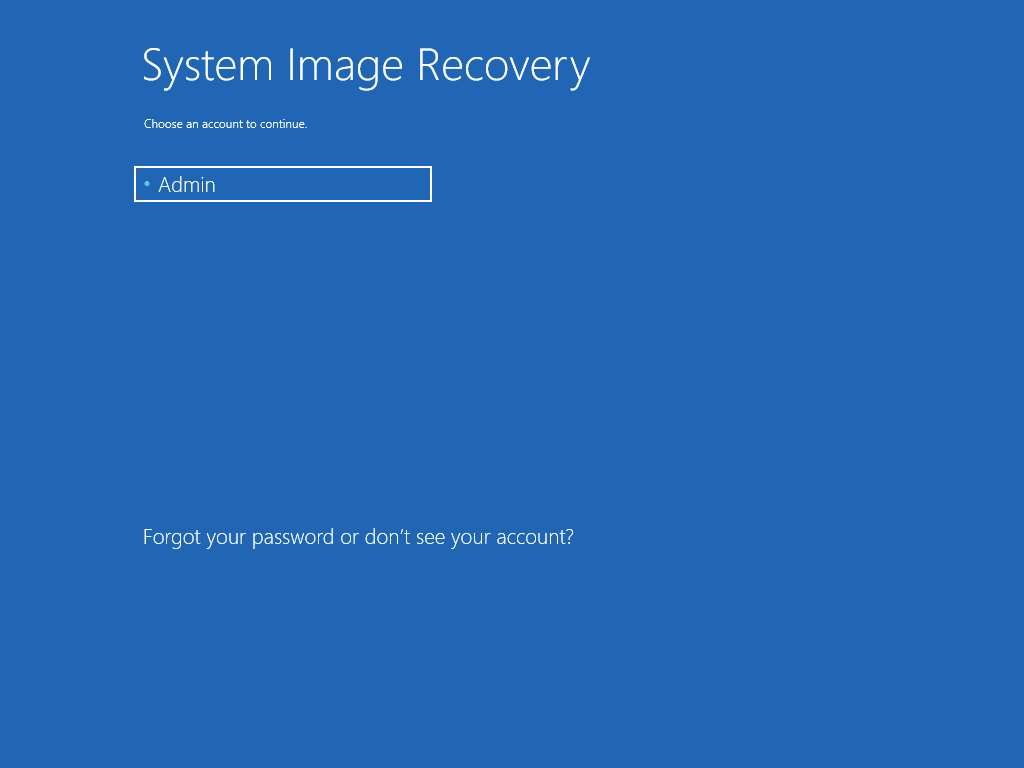 System Image Recovery
Choose an account to continue.
Admin
Forgot your password or don't see your account?